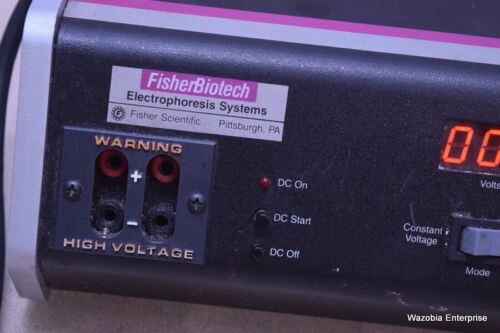 FisherBiotech
Electrophoresis Systems
Fisher Scientific Pittsburgh, PA
WARNING
+
-
HIGH VOLTAGE
DC On
DC Start
DC Off
00
Volts
Constant
Voltage
Mode
Wazobia Enterprise